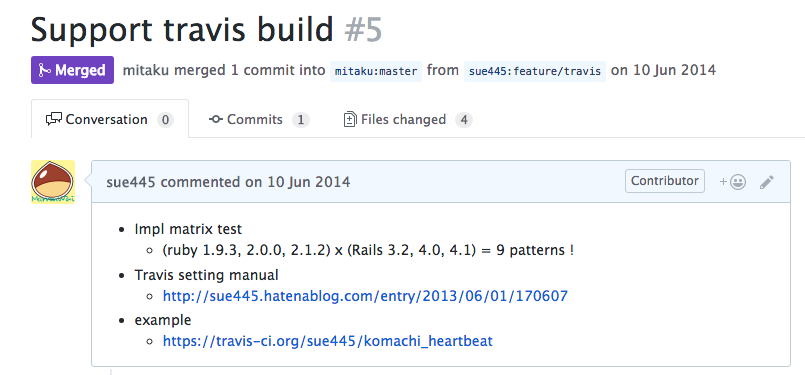 Support travis build #5
Merged mitaku merged 1 commit into mitaku:master from sue445:feature/travis on 10 Jun 2014
Conversation 0 Commits 1 Files changed 4
sue445 commented on 10 Jun 2014 Contributor +
Impl matrix test
(ruby 1.9.3, 2.0.0, 2.1.2) x (Rails 3.2, 4.0, 4.1) = 9 patterns !
Travis setting manual
http://sue445.hatenablog.com/entry/2013/06/01/170607
example
https://travis-ci.org/sue445/komachi_heartbeat